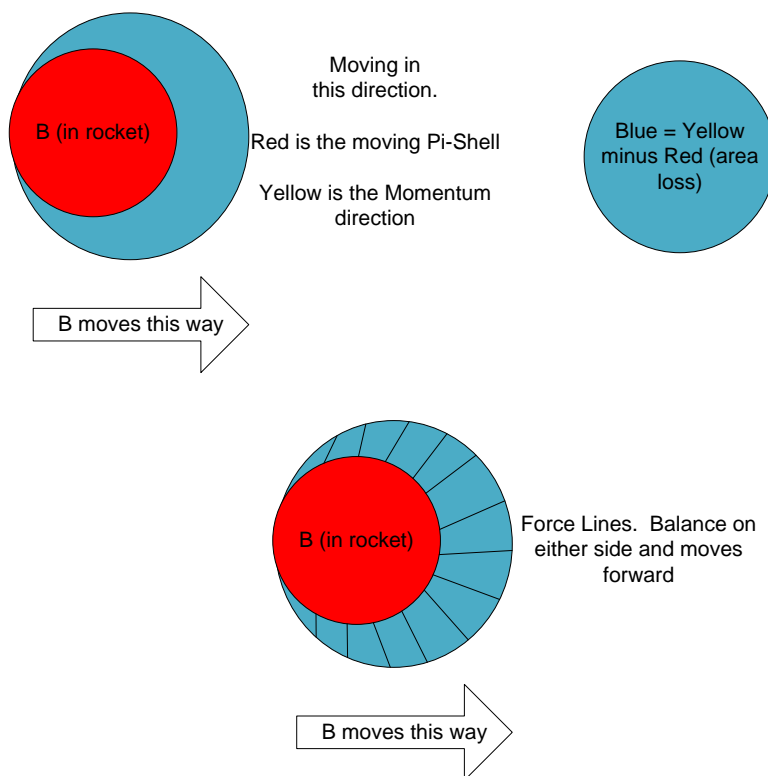 B (in rocket)
Moving in
this direction.
Red is the moving Pi-Shell
Yellow is the Momentum
direction
Blue = Yellow
minus Red (area
loss)
B moves this way
B (in rocket)
Force Lines.  Balance on
either side and moves
forward
B moves this way